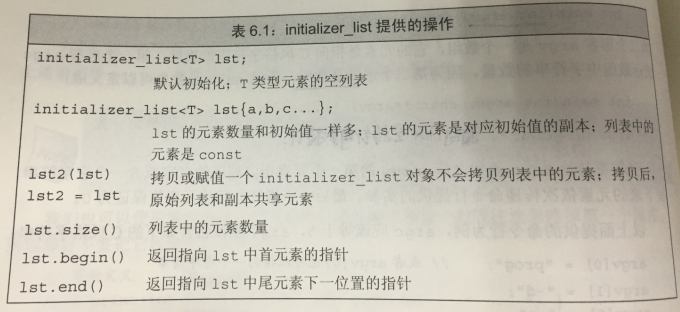 表 6.1：initializer_list 提供的操作
initializer_list<T> lst;
默认初始化；T 类型元素的空列表
initializer_list<T> lst{a,b,c...};
lst 的元素数量和初始值一样多；lst 的元素是对应初始值的副本；列表中的
元素是 const
lst2(lst) 拷贝或赋值一个 initializer_list 对象不会拷贝列表中的元素；拷贝后，
lst2 = lst 原始列表和副本共享元素
lst.size() 列表中的元素数量
lst.begin() 返回指向 lst 中首元素的指针
lst.end() 返回指向 lst 中尾元素下一位置的指针